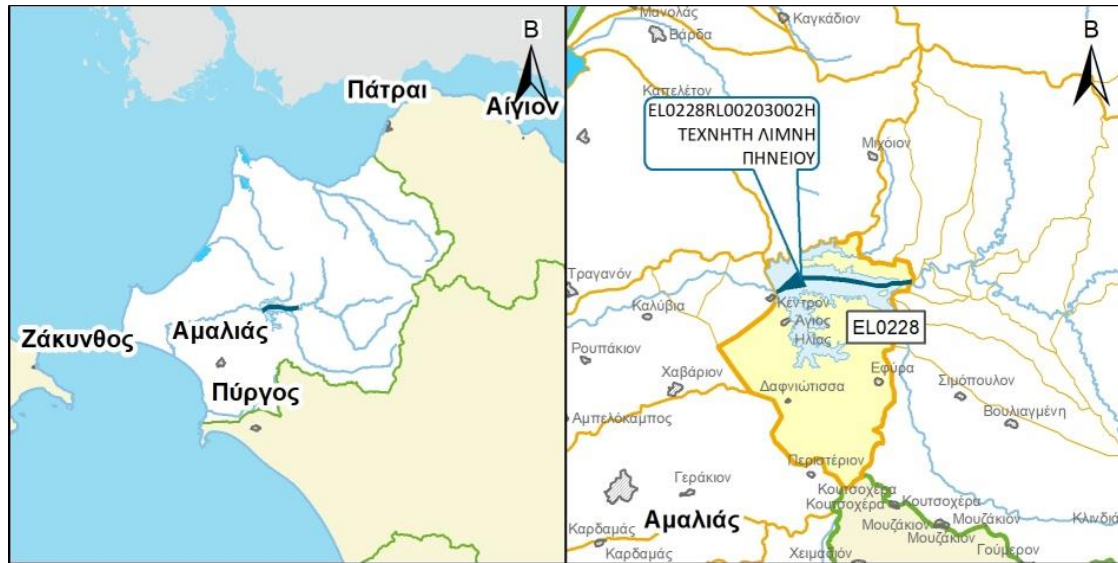 Β
Πάτραι
Αίγιον
Ζάκυνθος
Αμαλιάς
Πύργος
Μανολάς
Βάρδα
Καγκάδιον
Β
Καπελέτον
EL0228RL00203002H
ΤΕΧΝΗΤΗ ΛΙΜΝΗ
ΠΗΝΕΙΟΥ
Μιχόιον
Τραγανόν
Καλύβια
Κέντρον
Άγιος
Ηλίας
EL0228
Ρουπάκιον
Χαβάριον
Δαφνιώτισσα
Εφύρα
Σιμόπουλον
Βουλιαγμένη
Αμπελόκαμπος
Περιστέριον
Γεράκιον
Κουτσοχέρα
Κουτσοχέρα
Κουτσοχέρα
Αμαλιάς
Μουζάκιον
Μουζάκιον
Μουζάκιον
Κλινδιά
Καρδαμάς
Καρδαμάς
Χειμαδιόν
Γούμερον